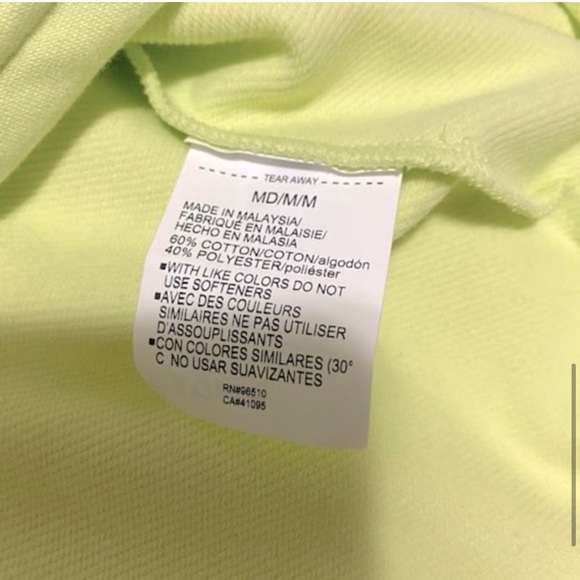 TEAR AWAY
MD/M/M
MADE IN MALAYSIA/
FABRIQUÉ EN MALAISIE/
HECHO EN MALASIA
60% COTTON/COTON/algodón
40% POLYESTER/poliéster
▪WITH LIKE COLORS DO NOT
USE SOFTENERS
▪AVEC DES COULEURS
SIMILAIRES NE PAS UTILISER
D'ASSOUPLISSANTS
▪CON COLORES SIMILARES (30°
C NO USAR SUAVIZANTES
RN#96510
CA#41095